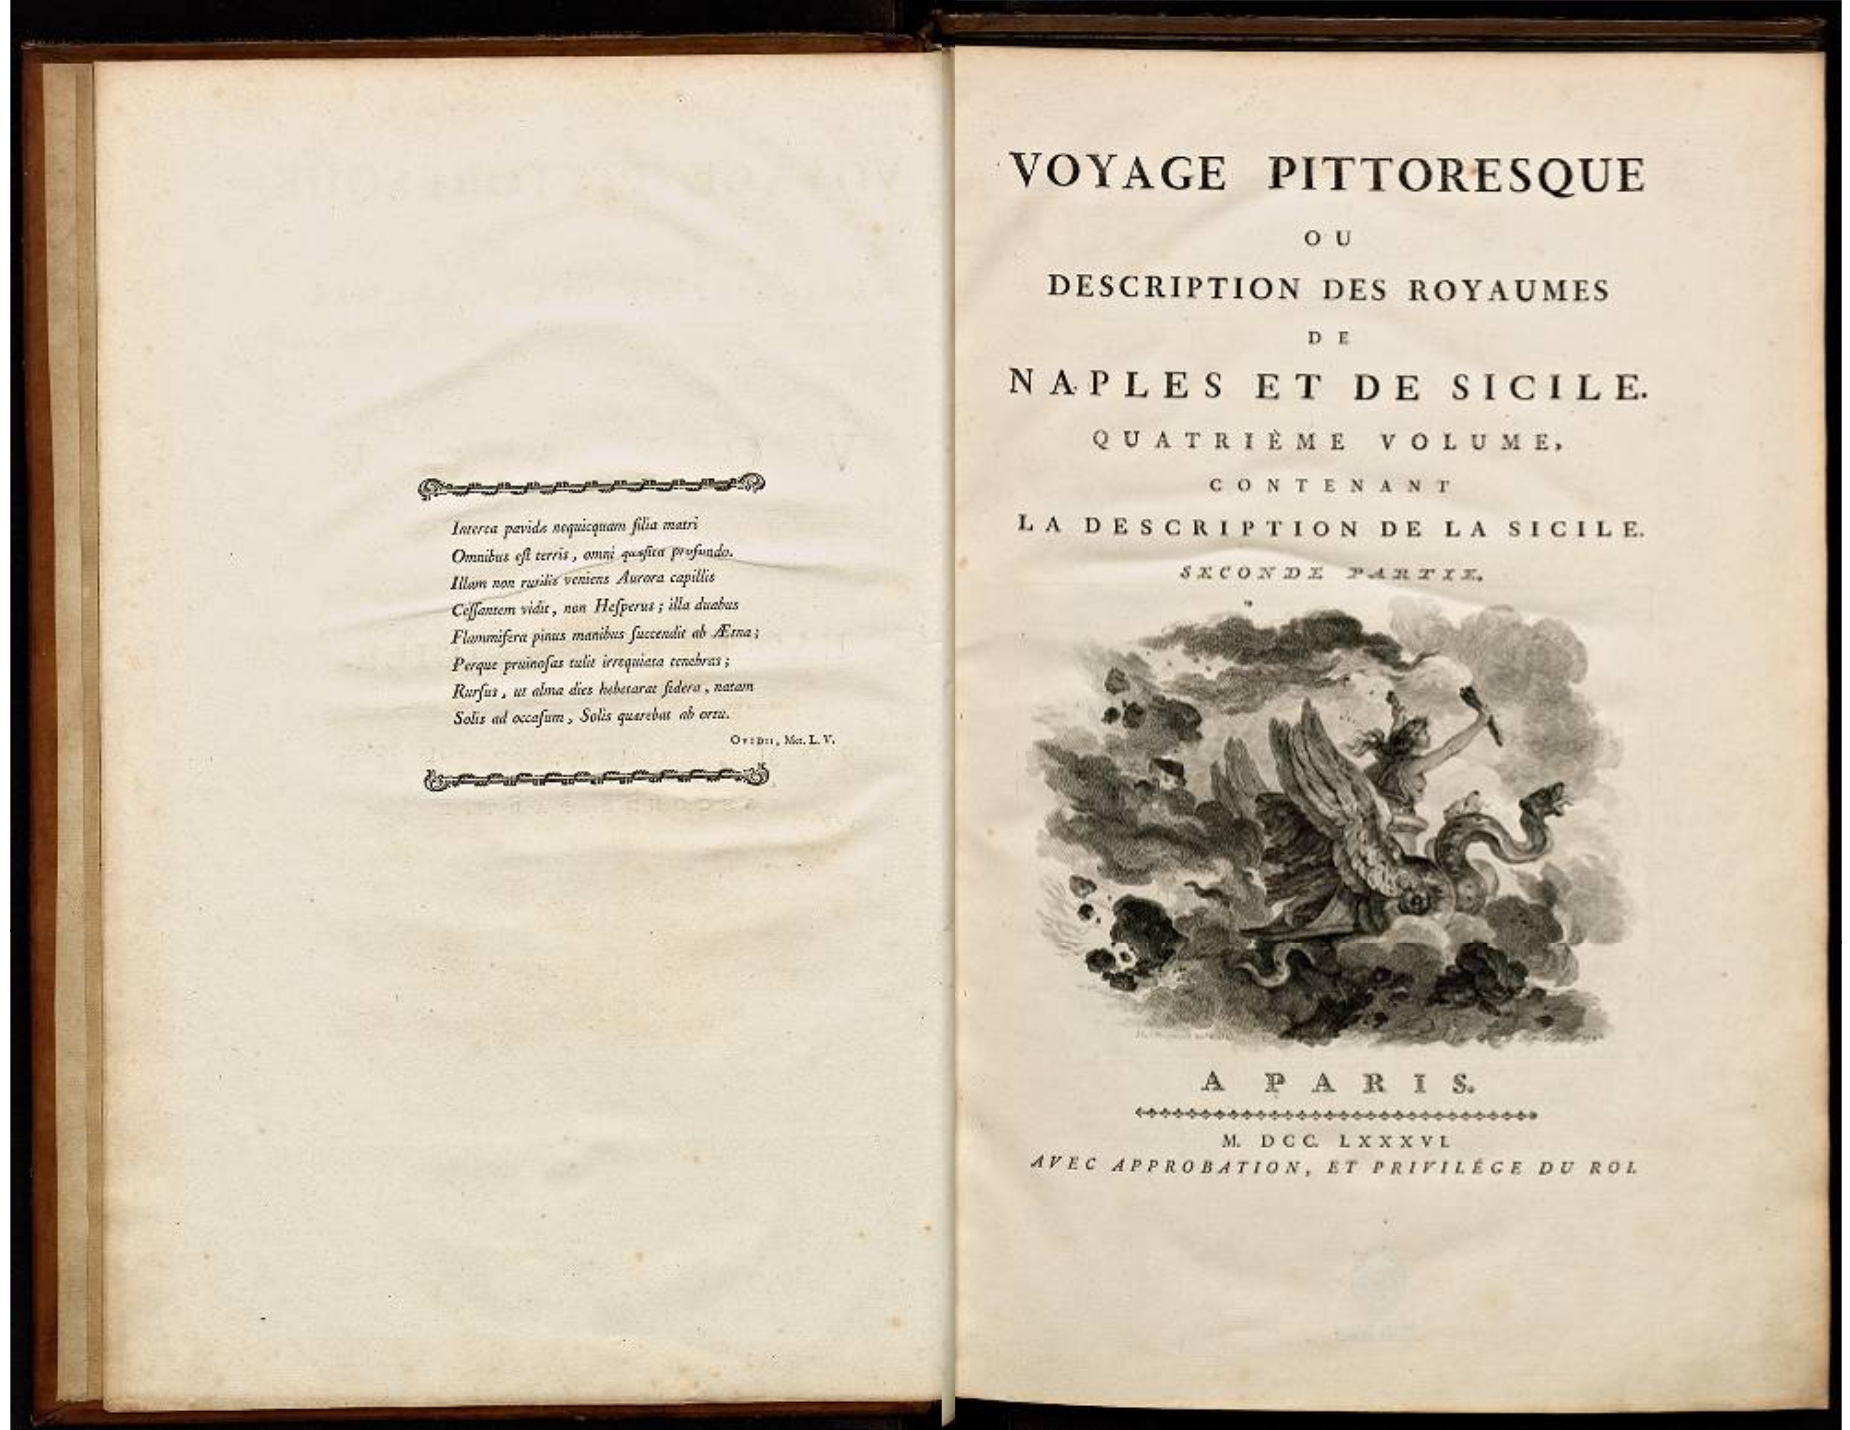 Interea pavidæ nequicquam filia matri
Omnibus eſt terris, omni quæſita profundo.
Illam non rutilis veniens Aurora capillis
Ceſſantem vidit, non Heſperus; illa duabus
Flammifera pinus manibus ſuccendit ab Ætna;
Perque pruinoſas tulit irrequieta tenebras;
Rurſus, ut alma dies hebetarat ſidera, natam
Solis ad occaſum, Solis quærebat ab ortu.
OVIDII, Met. L. V.
VOYAGE PITTORESQUE
OU
DESCRIPTION DES ROYAUMES
DE
NAPLES ET DE SICILE.
QUATRIÈME VOLUME,
CONTENANT
LA DESCRIPTION DE LA SICILE.
SECONDE PARTIE.
A PARIS.
M. DCC. LXXXVI.
AVEC APPROBATION, ET PRIVILÉGE DU ROI.